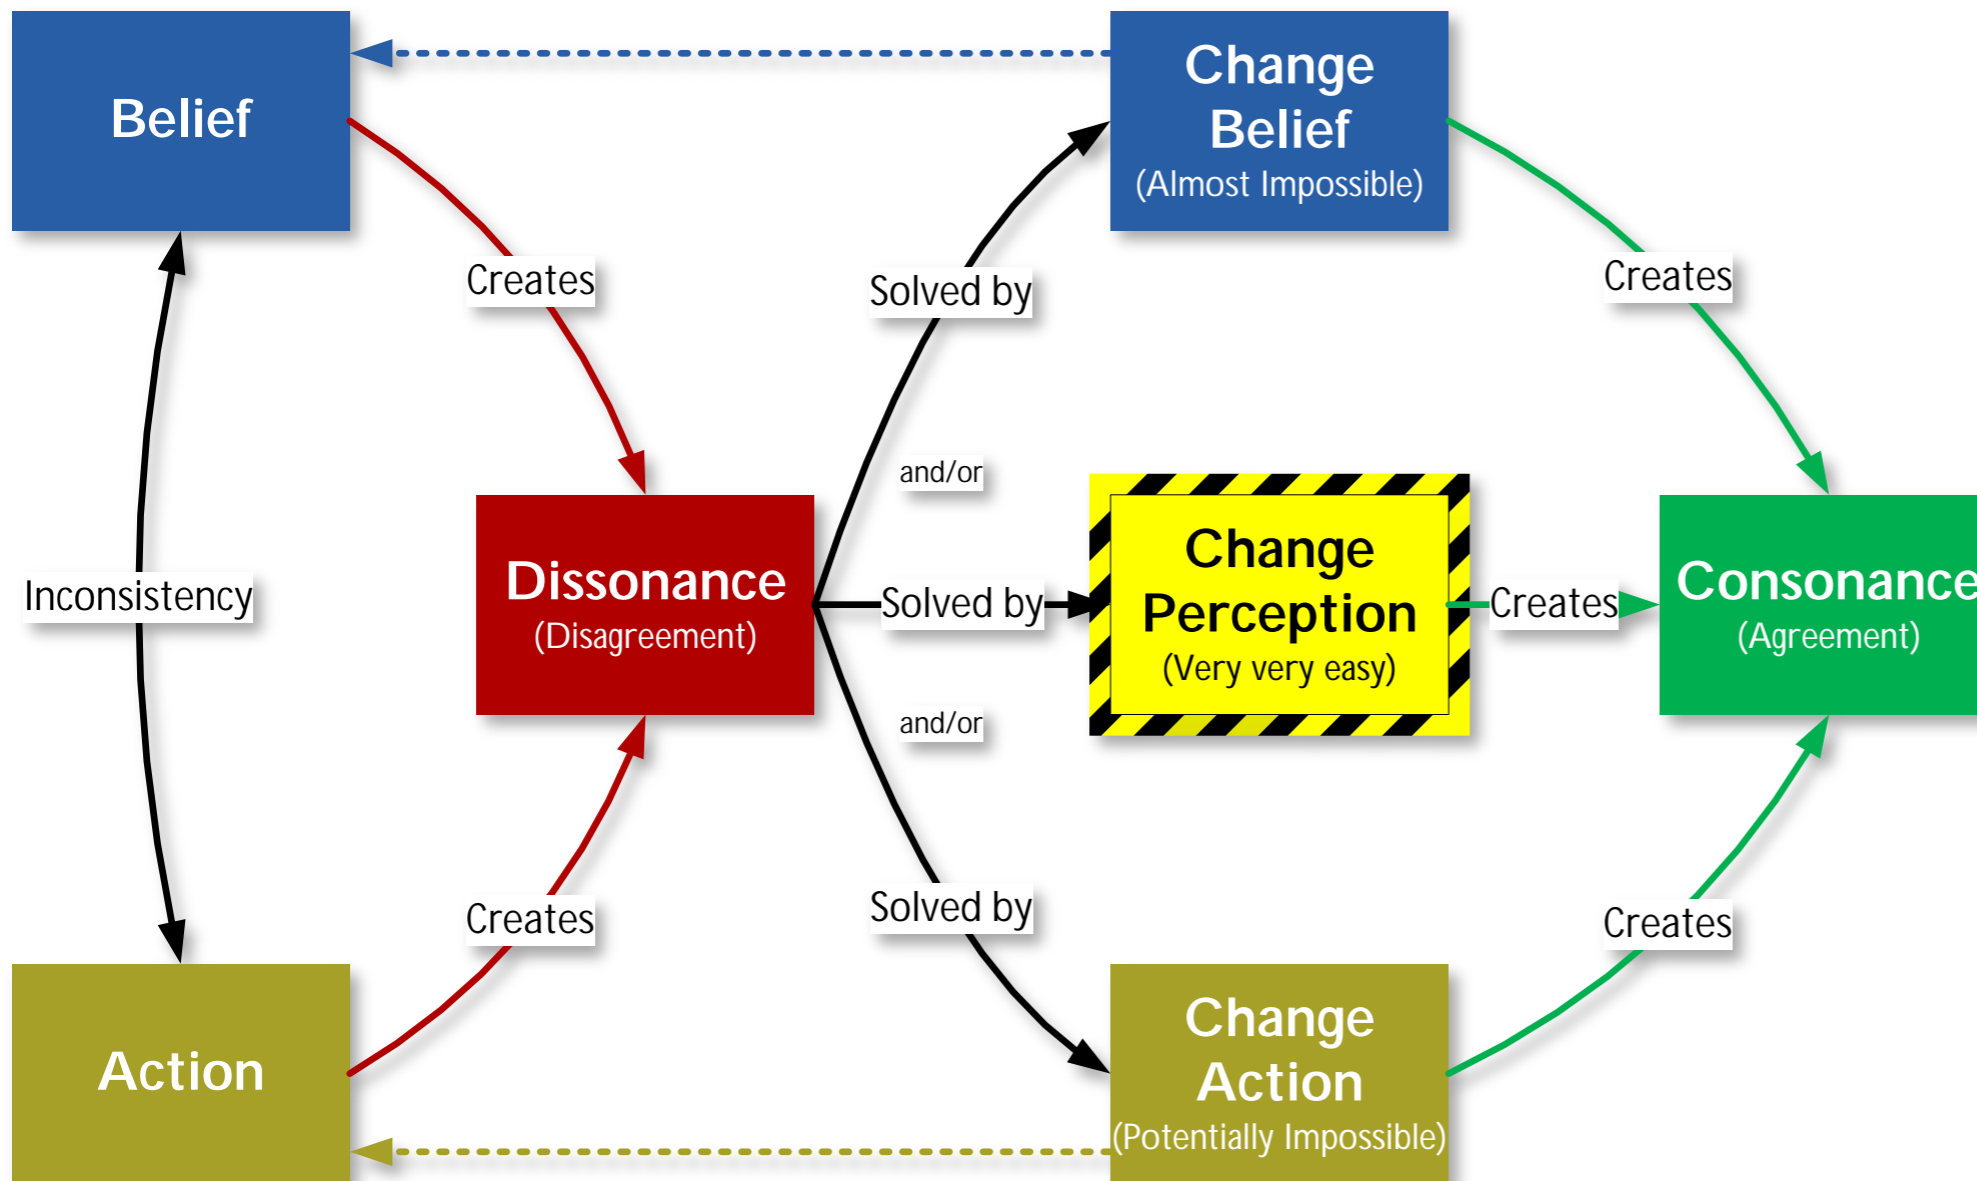 Belief
Change
Belief
(Almost Impossible)
Creates
Solved by
Creates
and/or
Inconsistency
Dissonance
(Disagreement)
Solved by
Change
Perception
(Very very easy)
Creates
Consonance
(Agreement)
and/or
Creates
Solved by
Creates
Action
Change
Action
(Potentially Impossible)